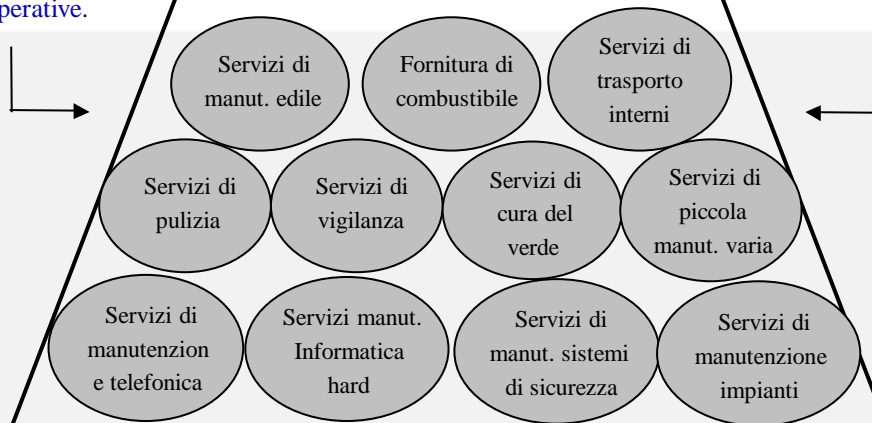 perative.
Servizi di
manut. edile
Fornitura di
combustibile
Servizi di
trasporto
interni
Servizi di
pulizia
Servizi di
vigilanza
Servizi di
cura del
verde
Servizi di
piccola
manut. varia
Servizi di
manutenzion
e telefonica
Servizi manut.
Informatica
hard
Servizi di
manut. sistemi
di sicurezza
Servizi di
manutenzione
impianti